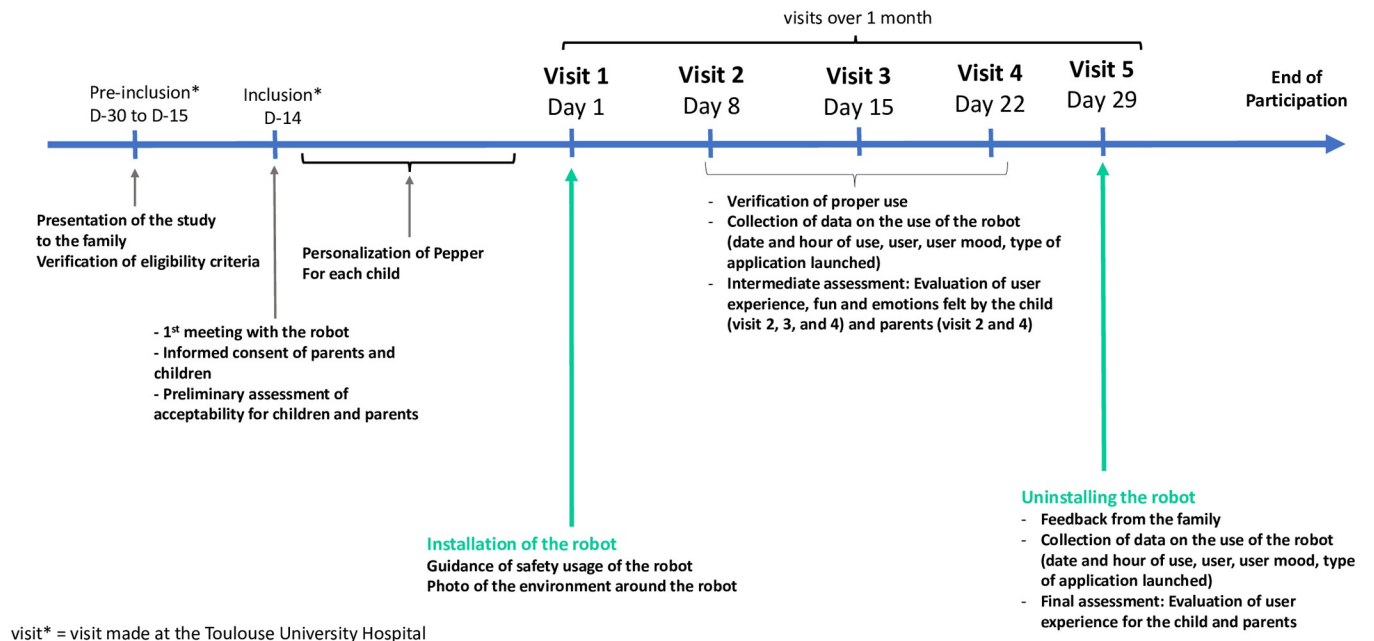 visits over 1 month
Pre-inclusion*
D-30 to D-15
Inclusion*
D-14
Visit 1
Day 1
Visit 2
Day 8
Visit 3
Day 15
Visit 4
Day 22
Visit 5
Day 29
End of
Participation
Presentation of the study
to the family
Verification of eligibility criteria
- 1st meeting with the robot
- Informed consent of parents and
children
- Preliminary assessment of
acceptability for children and parents
Personalization of Pepper
For each child
Installation of the robot
Guidance of safety usage of the robot
Photo of the environment around the robot
- Verification of proper use
- Collection of data on the use of the robot
(date and hour of use, user, user mood, type of
application launched)
- Intermediate assessment: Evaluation of user
experience, fun and emotions felt by the child
(visit 2, 3, and 4) and parents (visit 2 and 4)
Uninstalling the robot
- Feedback from the family
- Collection of data on the use of the robot
(date and hour of use, user, user mood, type
of application launched)
- Final assessment: Evaluation of user
experience for the child and parents
visit* = visit made at the Toulouse University Hospital